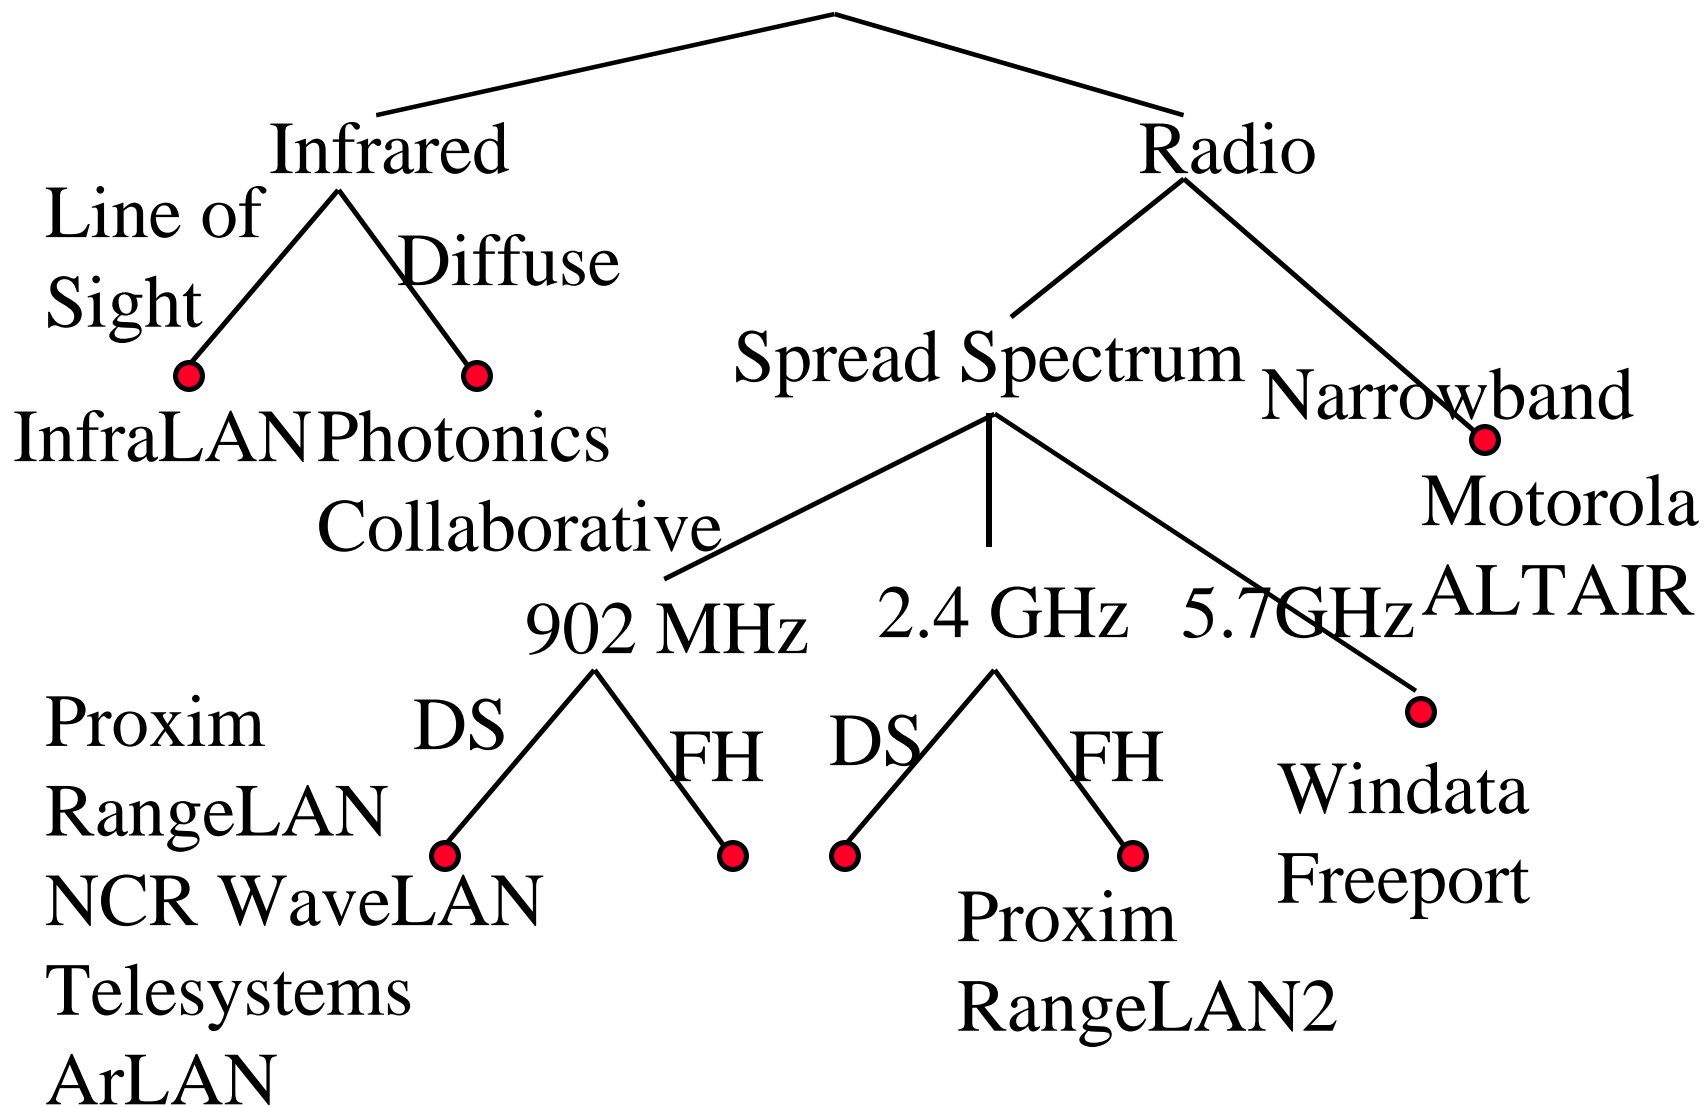 Infrared
Radio
Line of
Sight
Diffuse
Spread Spectrum
Narrowband
InfraLAN
Photonics
Collaborative
Motorola
ALTAIR
902 MHz
2.4 GHz
5.7GHz
DS
FH
DS
FH
Proxim
RangeLAN
NCR WaveLAN
Telesystems
ArLAN
Windata
Freeport
Proxim
RangeLAN2